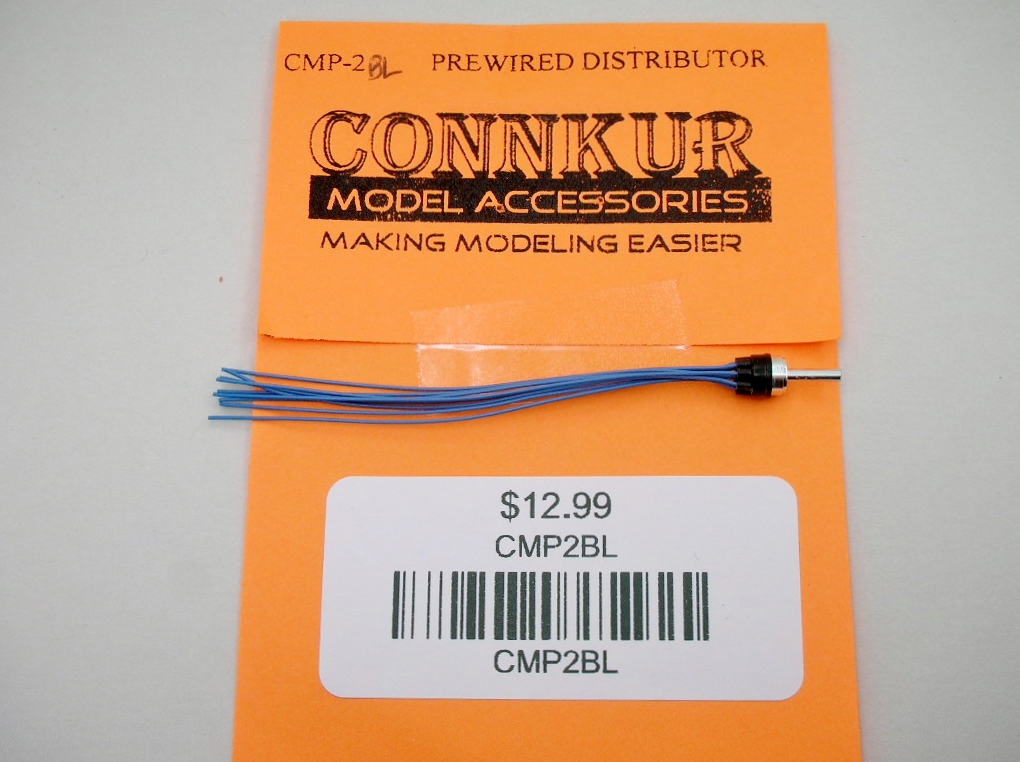 CMP-2BL PREWIRED DISTRIBUTOR
CONNKUR
MODEL ACCESSORIES
MAKING MODELING EASIER
$12.99
CMP2BL
CMP2BL